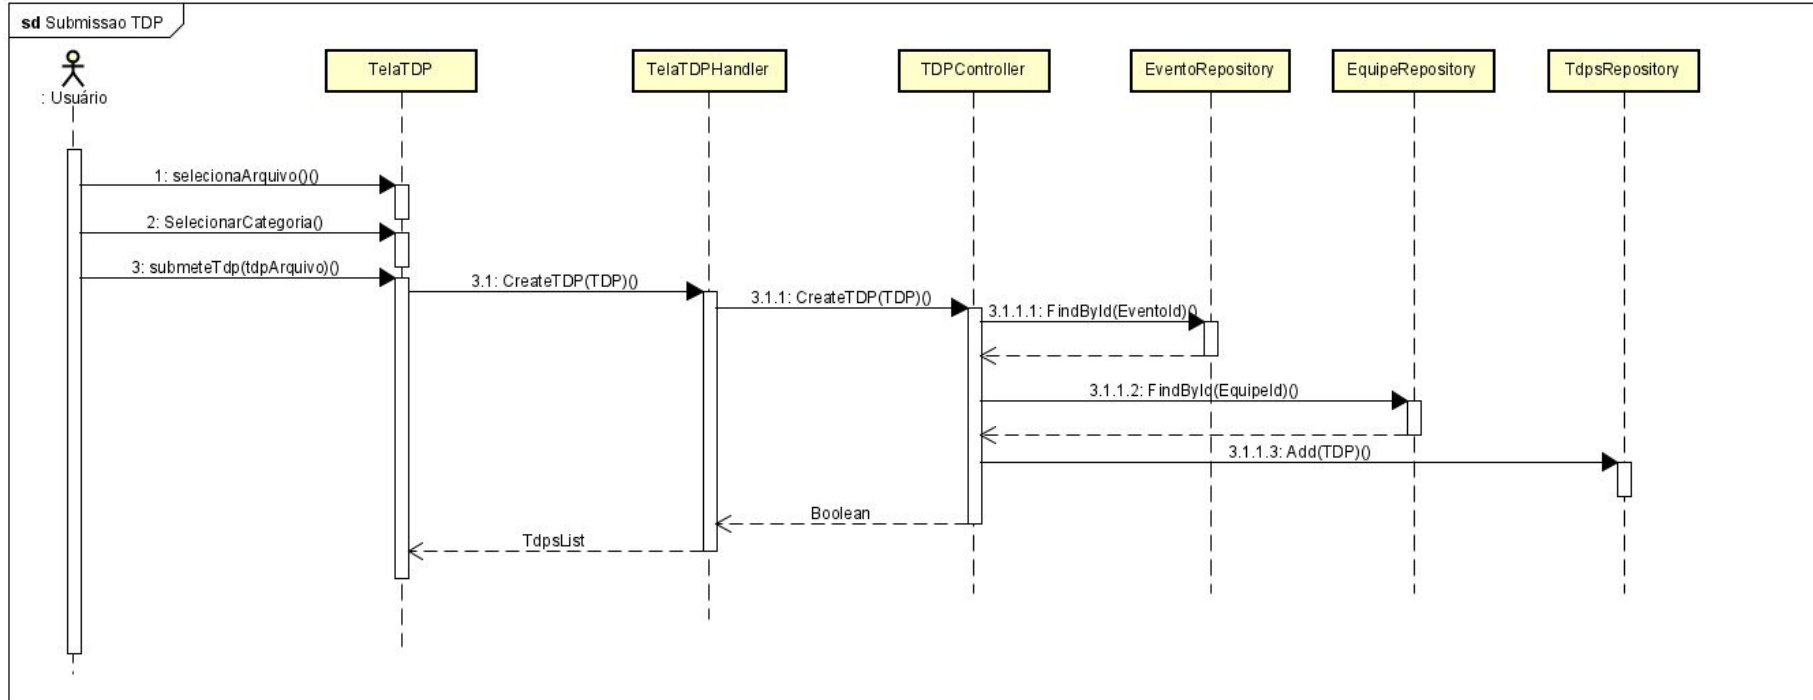 sd Submissao TDP
: Usuário
TelaTDP
TelaTDPHandler
TDPController
EventoRepository
EquipeRepository
TdpsRepository
1: selecionaArquivo()()
2: SelecionarCategoria()
3: submeteTdp(tdpArquivo)()
3.1: CreateTDP(TDP)()
3.1.1: CreateTDP(TDP)()
3.1.1.1: FindById(EventoId)()
3.1.1.2: FindById(EquipeId)()
3.1.1.3: Add(TDP)()
Boolean
TdpsList